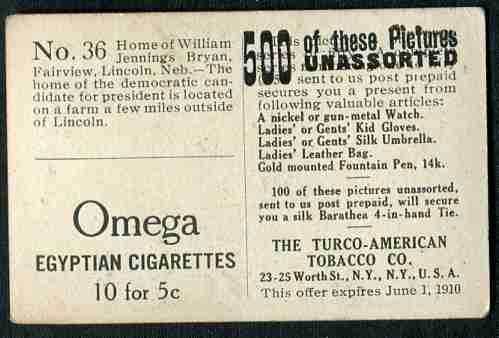 No. 36 Home of William
Jennings Bryan,
Fairview, Lincoln, Neb.—The
home of the democratic can-
didate for president is located
on a farm a few miles outside
of Lincoln.
Omega
EGYPTIAN CIGARETTES
10 for 5c
500 of these Pictures
UNASSORTED
sent to us post prepaid
secures you a present from
following valuable articles:
A nickel or gun-metal Watch.
Ladies' or Gents' Kid Gloves.
Ladies' or Gents' Silk Umbrella.
Ladies' Leather Bag.
Gold mounted Fountain Pen, 14k.
100 of these pictures unassorted,
sent to us post prepaid, will secure
you a silk Barathea 4-in-hand Tie.
THE TURCO-AMERICAN
TOBACCO CO.
23-25 Worth St., N.Y., N.Y., U.S.A.
This offer expires June 1, 1910